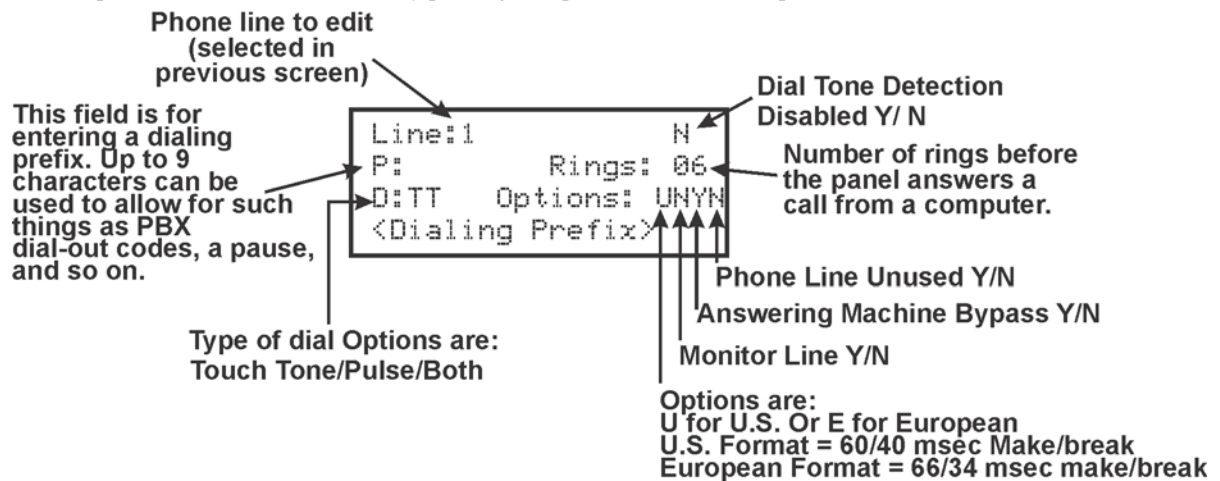 Phone line to edit
(selected in
previous screen)
This field is for
entering a dialing
prefix. Up to 9
characters can be
used to allow for such
things as PBX
dial-out codes, a pause,
and so on.
Line:1 N
P: Rings: 06
D:TT Options: UNYN
<Dialing Prefix>
Dial Tone Detection
Disabled Y/ N
Number of rings before
the panel answers a
call from a computer.
Phone Line Unused Y/N
Answering Machine Bypass Y/N
Monitor Line Y/N
Type of dial Options are:
Touch Tone/Pulse/Both
Options are:
U for U.S. Or E for European
U.S. Format = 60/40 msec Make/break
European Format = 66/34 msec make/break